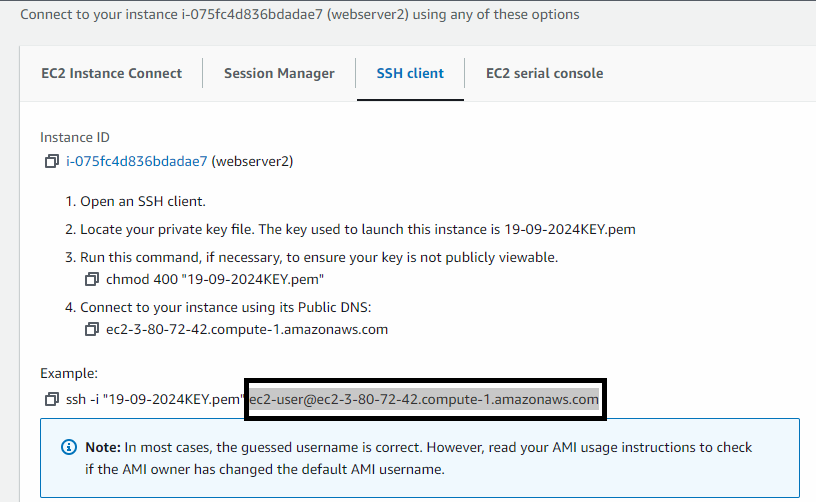 Connect to your instance i-075fc4d836bdadae7 (webserver2) using any of these options
EC2 Instance Connect
Session Manager
SSH client
EC2 serial console
Instance ID
i-075fc4d836bdadae7 (webserver2)
1. Open an SSH client.
2. Locate your private key file. The key used to launch this instance is 19-09-2024KEY.pem
3. Run this command, if necessary, to ensure your key is not publicly viewable.
chmod 400 "19-09-2024KEY.pem"
4. Connect to your instance using its Public DNS:
ec2-3-80-72-42.compute-1.amazonaws.com
Example:
ssh -i "19-09-2024KEY.pem" ec2-user@ec2-3-80-72-42.compute-1.amazonaws.com
Note: In most cases, the guessed username is correct. However, read your AMI usage instructions to check
if the AMI owner has changed the default AMI username.